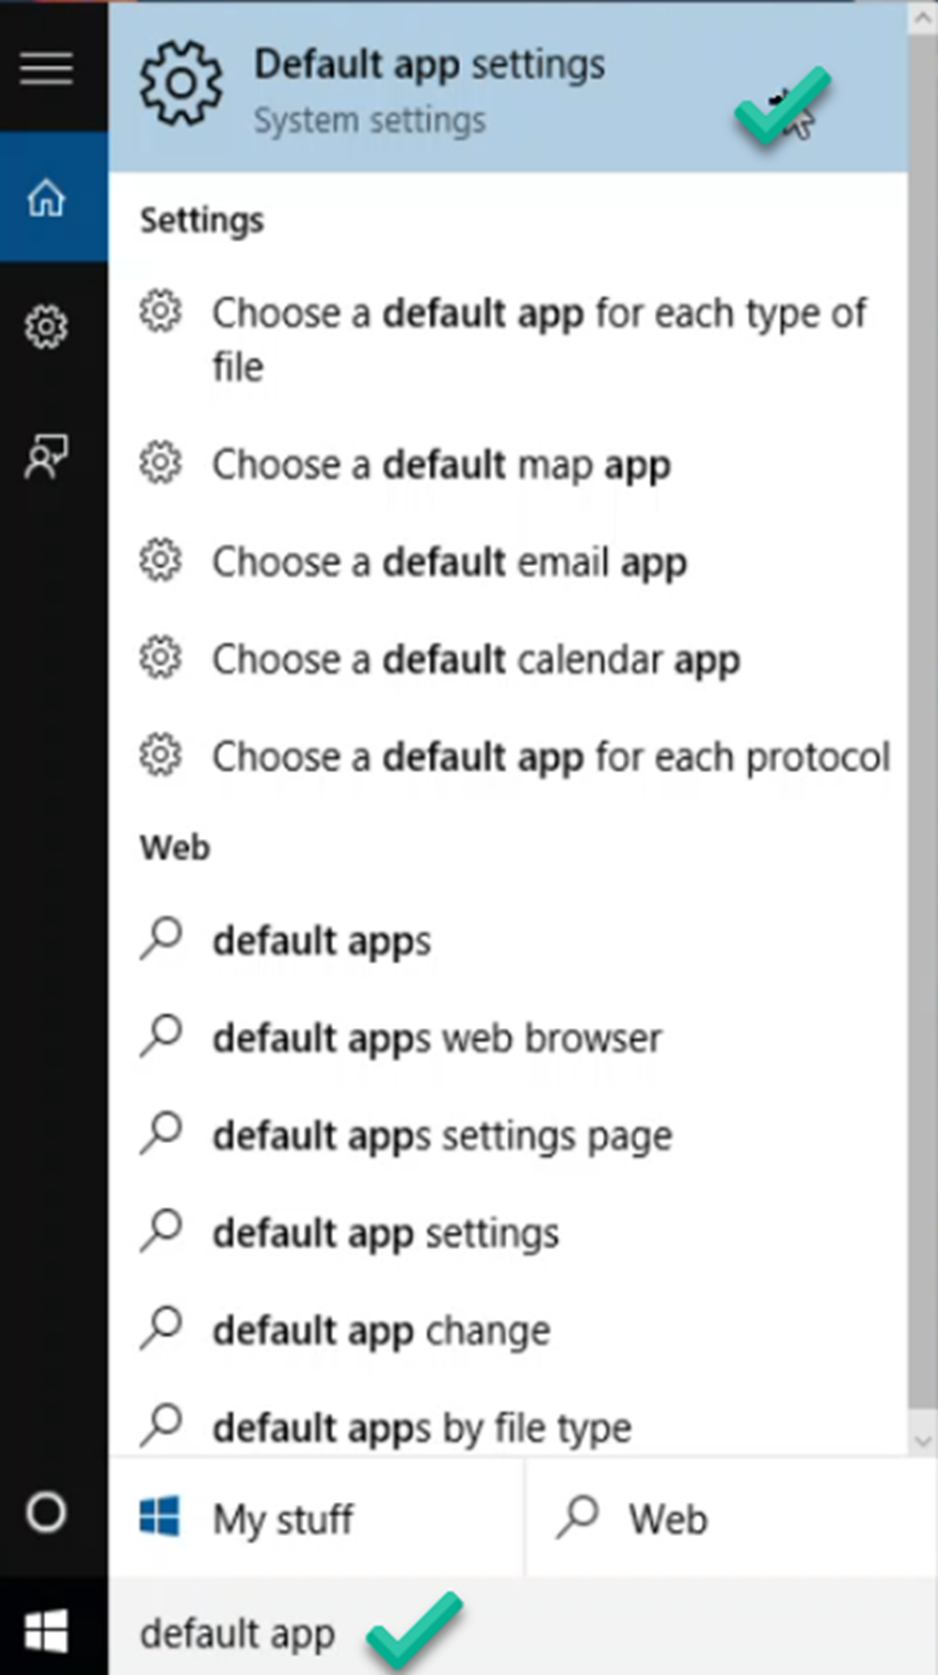 Default app settings
System settings
Settings
Choose a default app for each type of
file
Choose a default map app
Choose a default email app
Choose a default calendar app
Choose a default app for each protocol
Web
default apps
default apps web browser
default apps settings page
default app settings
default app change
default apps by file type
My stuff
Web
default app